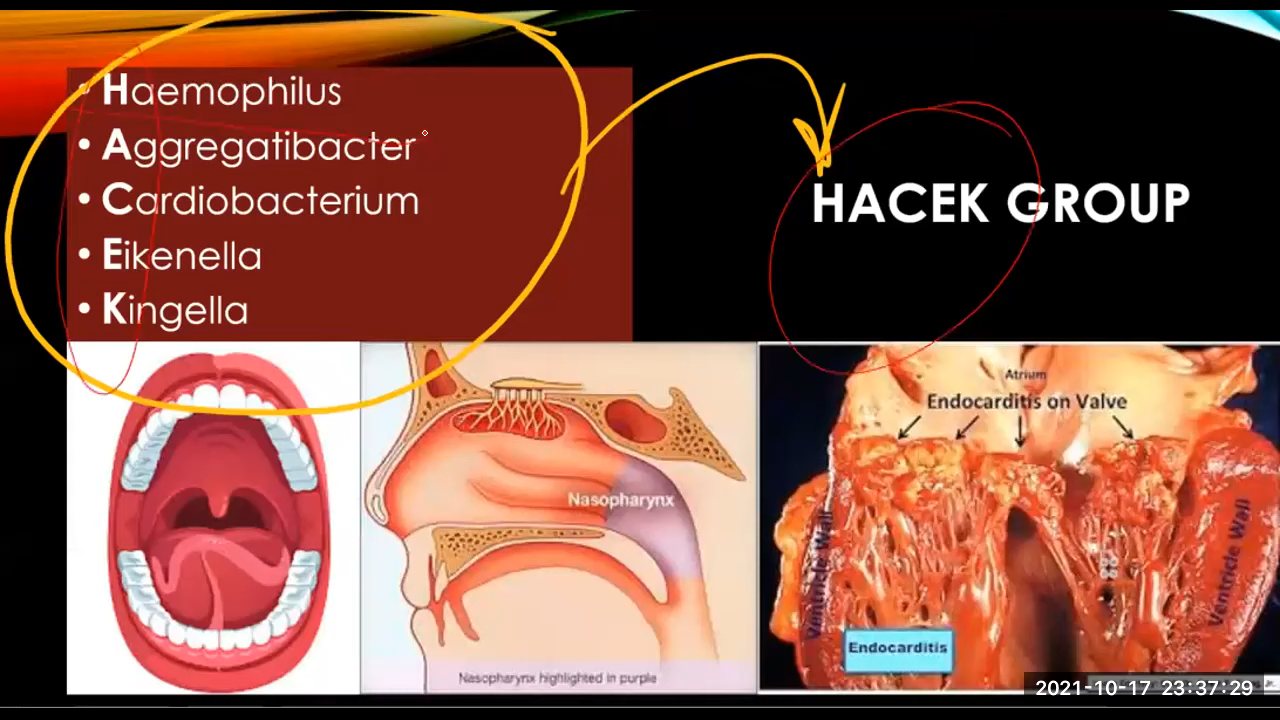 • Haemophilus
• Aggregatibacter
• Cardiobacterium
• Eikenella
• Kingella
HACEK GROUP
Nasopharynx
Nasopharynx highlighted in purple
Atrium
Endocarditis on Valve
Ventricle Wall
Ventricle Wall
Endocarditis
2021-10-17 23:37:29